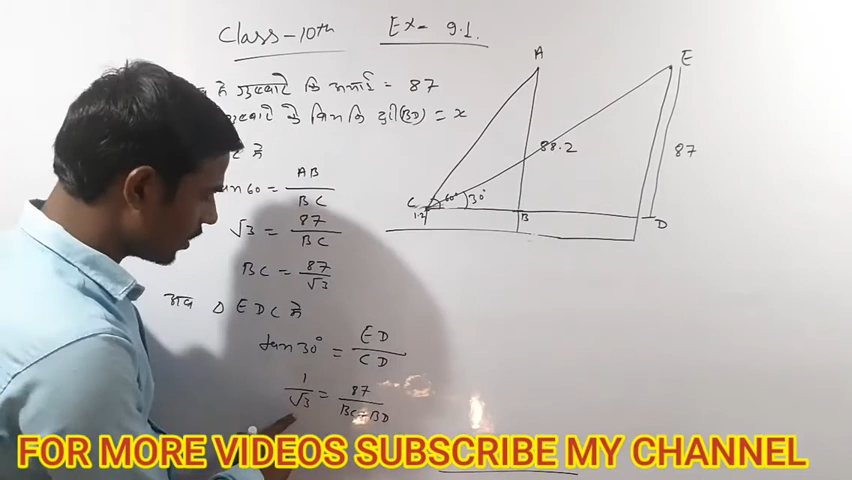 Class-10th Ex= 9.1
है गुब्बारे कि ऊंचाई = 87
गुब्बारे के बिच कि दुरी (BD) = x
में
tan 60 = AB/BC
√3 = 87/BC
BC = 87/√3
अब Δ EDC में
tan 30° = ED/CD
1/√3 = 87/BC+BD
A
E
88.2
87
C
60°
30°
1.2
B
D
FOR MORE VIDEOS SUBSCRIBE MY CHANNEL